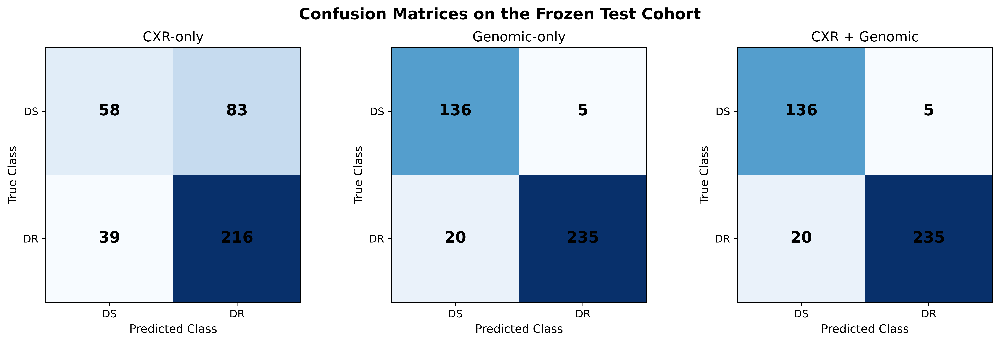 Confusion Matrices on the Frozen Test Cohort
CXR-only
True Class
DS
58
83
DR
39
216
DS
DR
Predicted Class
Genomic-only
True Class
DS
136
5
DR
20
235
DS
DR
Predicted Class
CXR + Genomic
True Class
DS
136
5
DR
20
235
DS
DR
Predicted Class